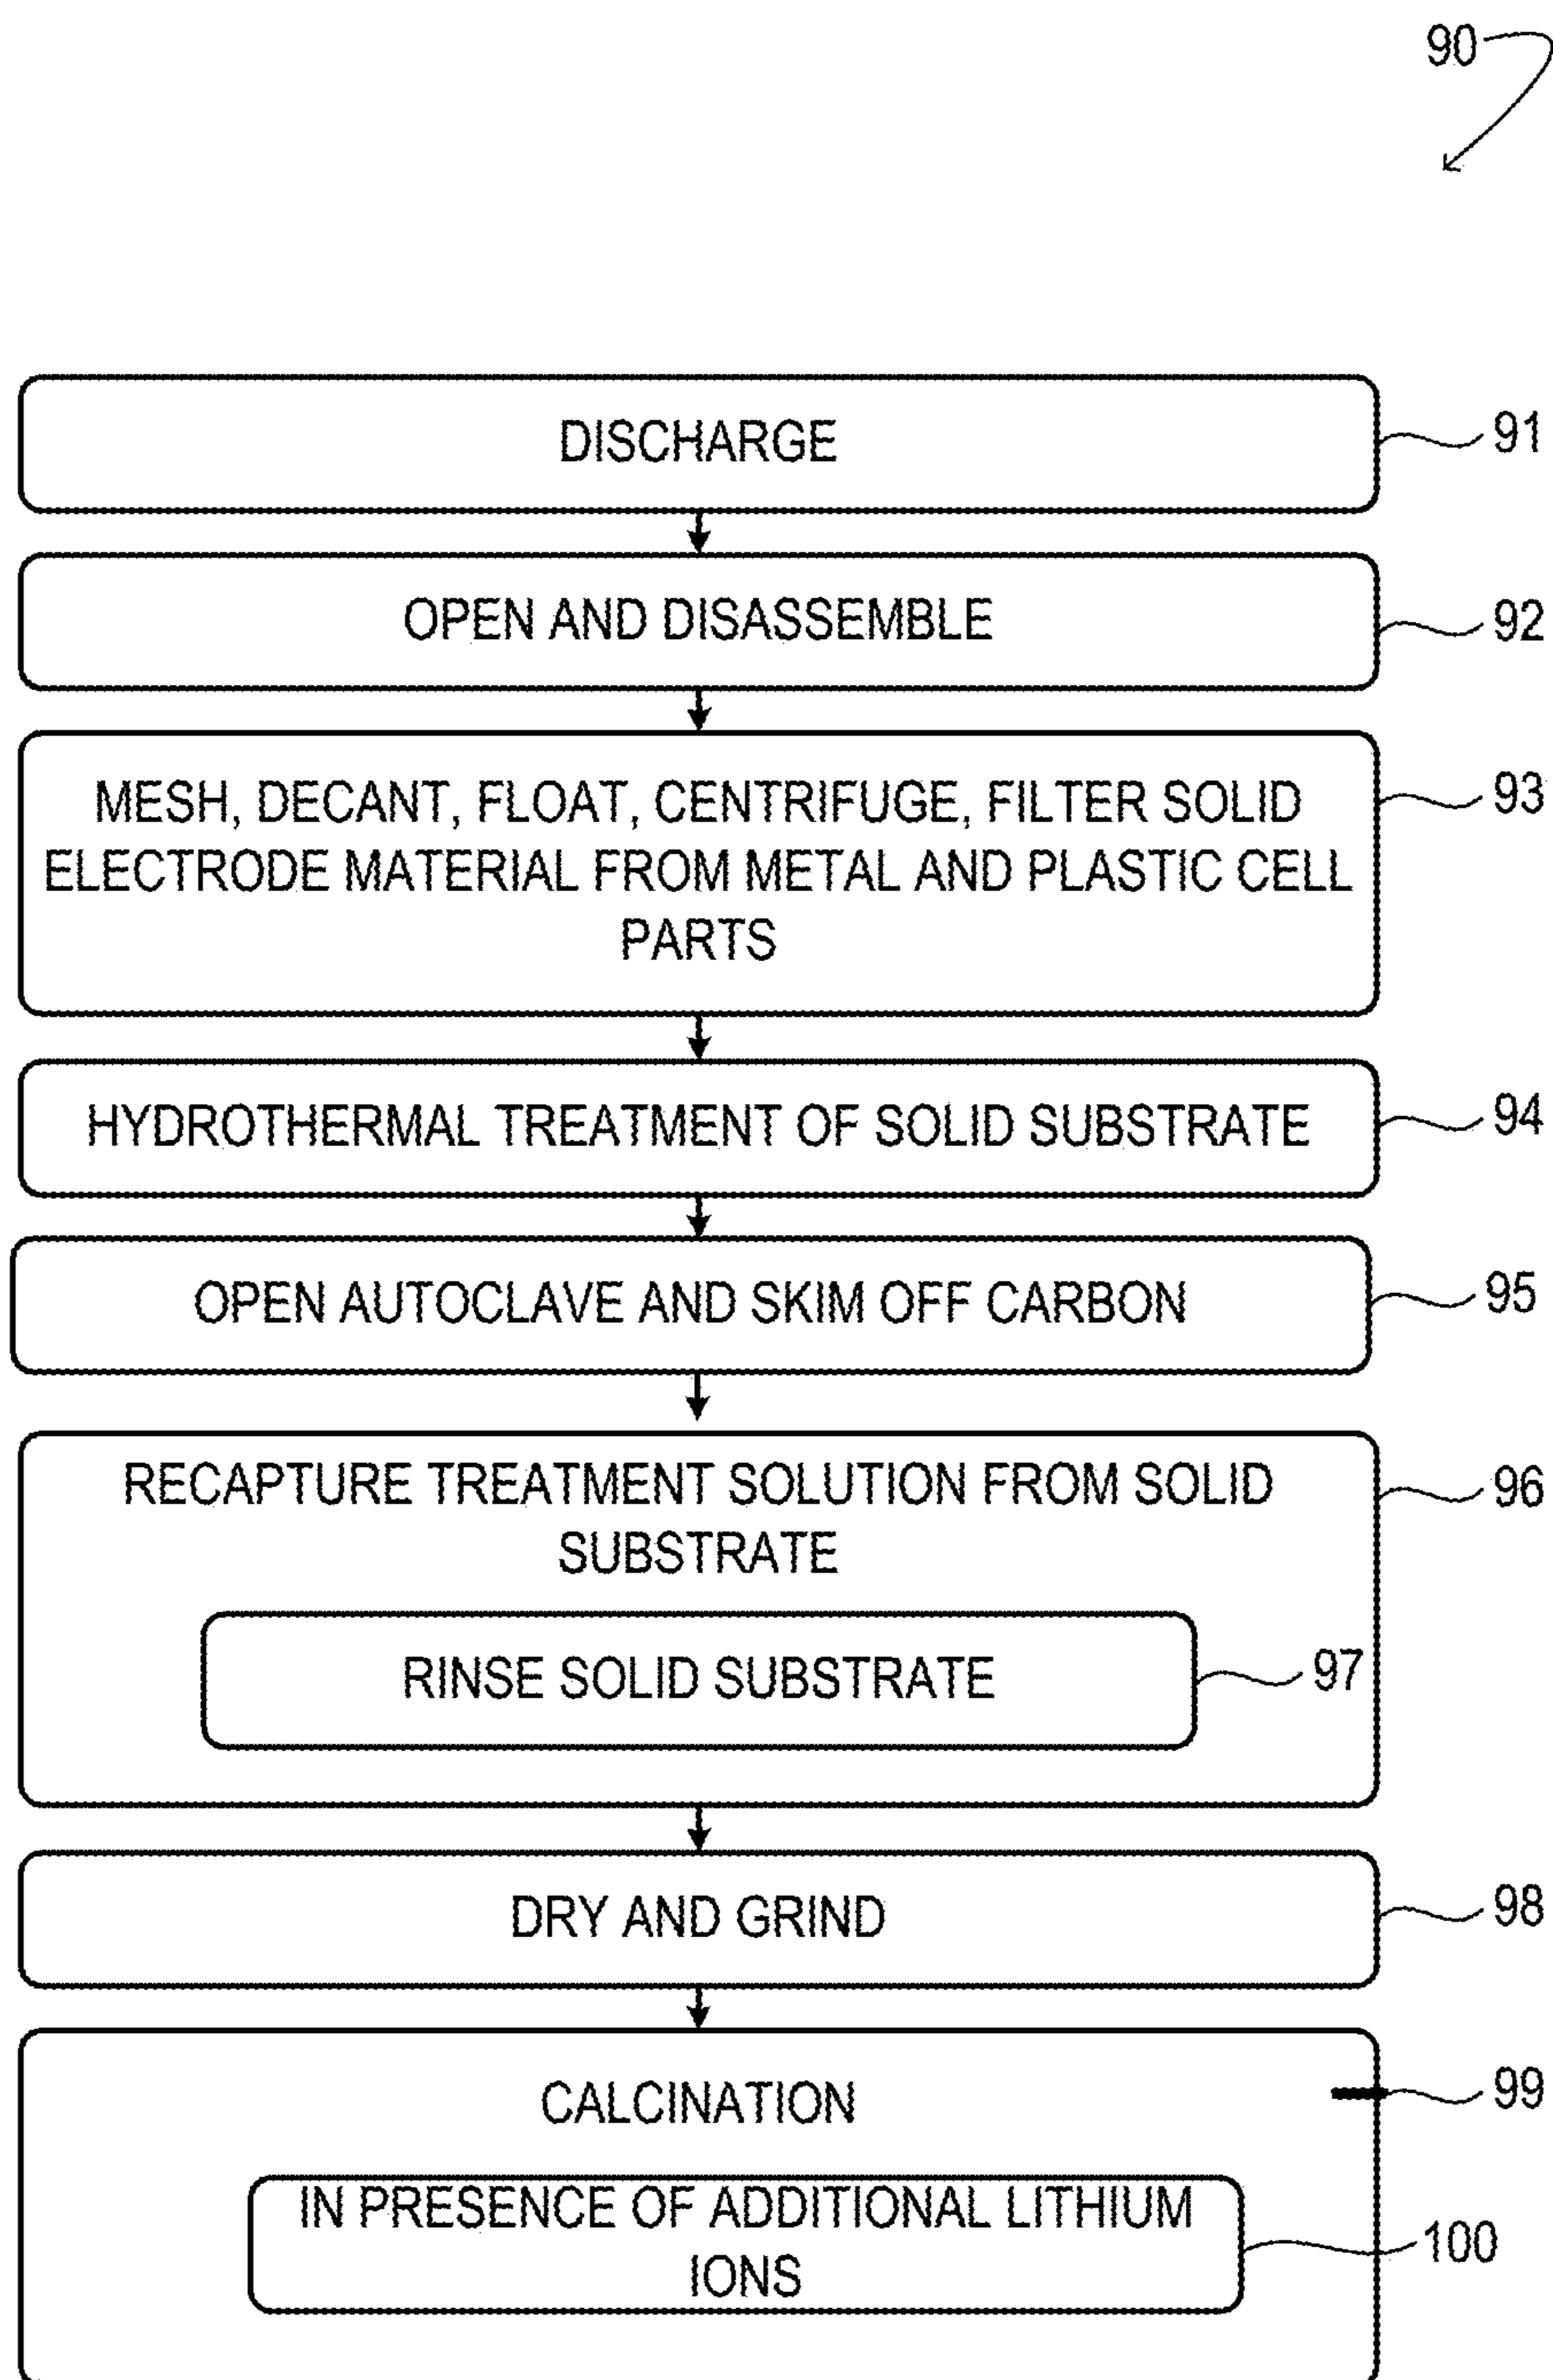 90
DISCHARGE
91
OPEN AND DISASSEMBLE
92
MESH, DECANT, FLOAT, CENTRIFUGE, FILTER SOLID
ELECTRODE MATERIAL FROM METAL AND PLASTIC CELL
PARTS
93
HYDROTHERMAL TREATMENT OF SOLID SUBSTRATE
94
OPEN AUTOCLAVE AND SKIM OFF CARBON
95
RECAPTURE TREATMENT SOLUTION FROM SOLID
SUBSTRATE
96
RINSE SOLID SUBSTRATE
97
DRY AND GRIND
98
CALCINATION
99
IN PRESENCE OF ADDITIONAL LITHIUM
IONS
100